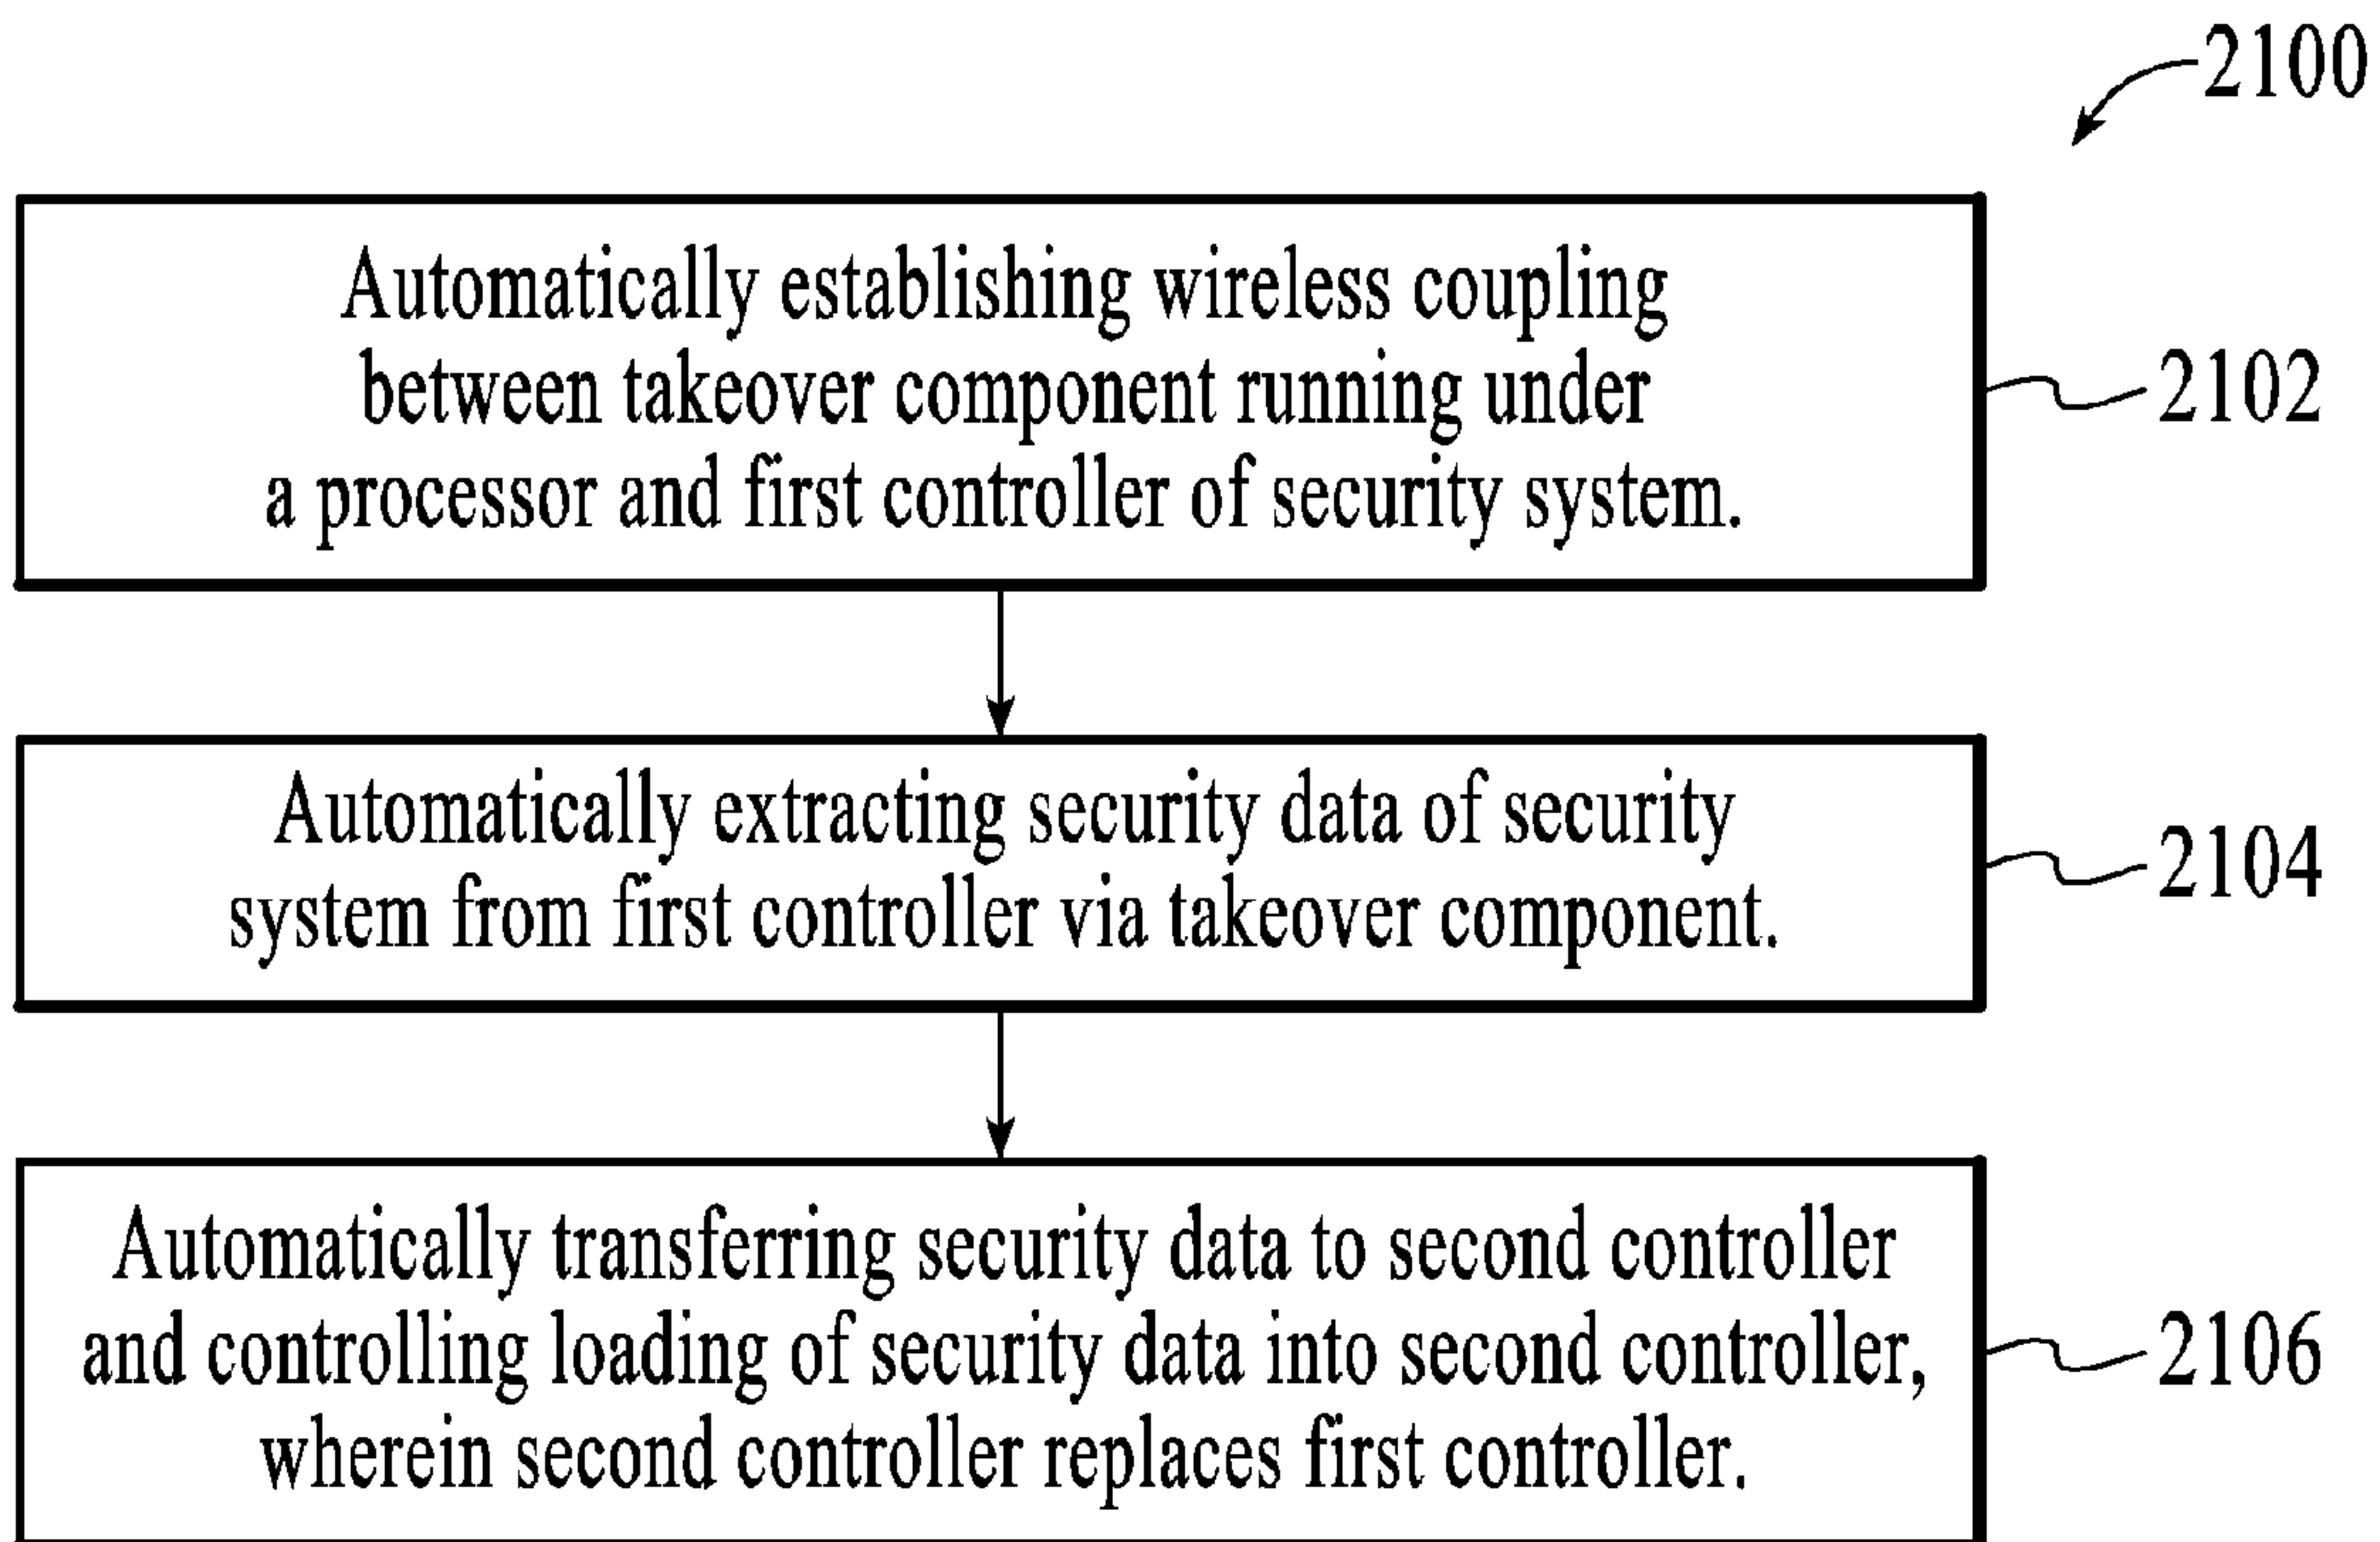 2100
Automatically establishing wireless coupling
between takeover component running under
a processor and first controller of security system.
2102
Automatically extracting security data of security
system from first controller via takeover component.
2104
Automatically transferring security data to second controller
and controlling loading of security data into second controller,
wherein second controller replaces first controller.
2106